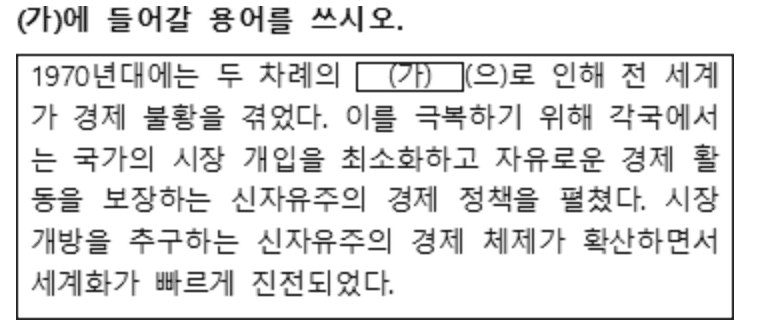 (가)에 들어갈 용어를 쓰시오.
1970년대에는 두 차례의 (가) (으)로 인해 전 세계
가 경제 불황을 겪었다. 이를 극복하기 위해 각국에서
는 국가의 시장 개입을 최소화하고 자유로운 경제 활
동을 보장하는 신자유주의 경제 정책을 펼쳤다. 시장
개방을 추구하는 신자유주의 경제 체제가 확산하면서
세계화가 빠르게 진전되었다.